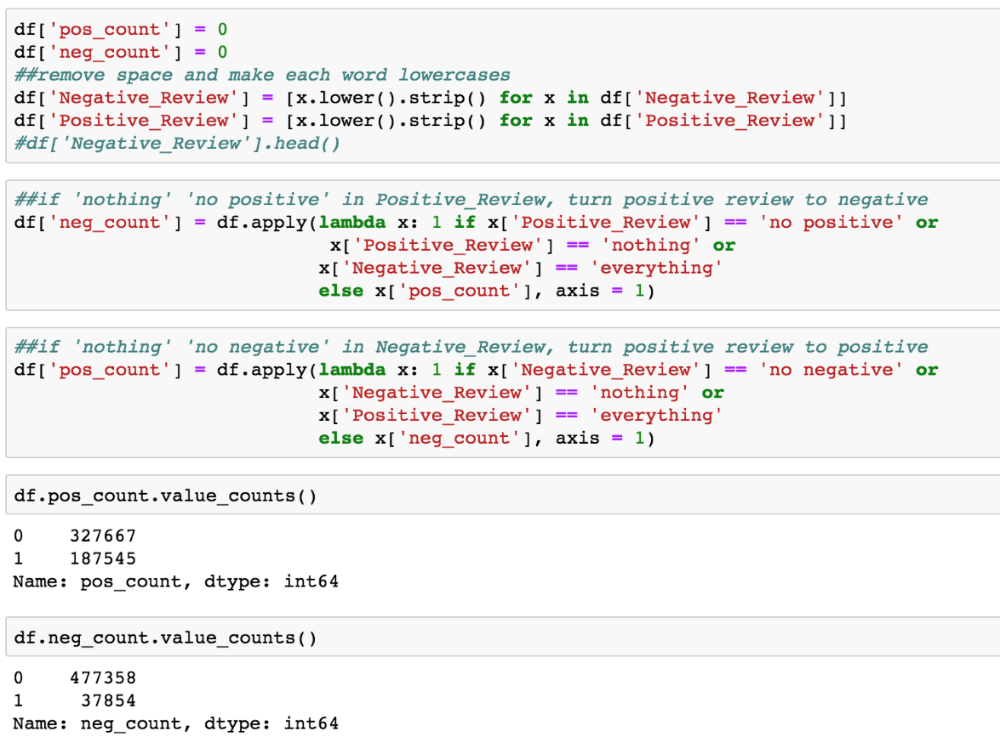 df['pos_count'] = 0
df['neg_count'] = 0
##remove space and make each word lowercases
df['Negative_Review'] = [x.lower().strip() for x in df['Negative_Review']]
df['Positive_Review'] = [x.lower().strip() for x in df['Positive_Review']]
#df['Negative_Review'].head()
##if 'nothing' 'no positive' in Positive_Review, turn positive review to negative
df['neg_count'] = df.apply(lambda x: 1 if x['Positive_Review'] == 'no positive' or
x['Positive_Review'] == 'nothing' or
x['Negative_Review'] == 'everything'
else x['pos_count'], axis = 1)
##if 'nothing' 'no negative' in Negative_Review, turn positive review to positive
df['pos_count'] = df.apply(lambda x: 1 if x['Negative_Review'] == 'no negative' or
x['Negative_Review'] == 'nothing' or
x['Positive_Review'] == 'everything'
else x['neg_count'], axis = 1)
df.pos_count.value_counts()
0    327667
1    187545
Name: pos_count, dtype: int64
df.neg_count.value_counts()
0    477358
1     37854
Name: neg_count, dtype: int64